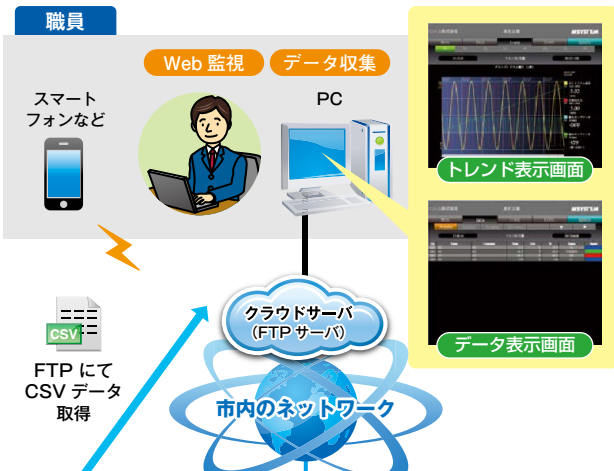 職員
Web 監視
データ収集
スマート
フォンなど
PC
MSYSTEM
トレンド表示画面
MSYSTEM
データ表示画面
クラウドサーバ
(FTP サーバ)
CSV
FTP にて
CSV データ
取得
市内のネットワーク